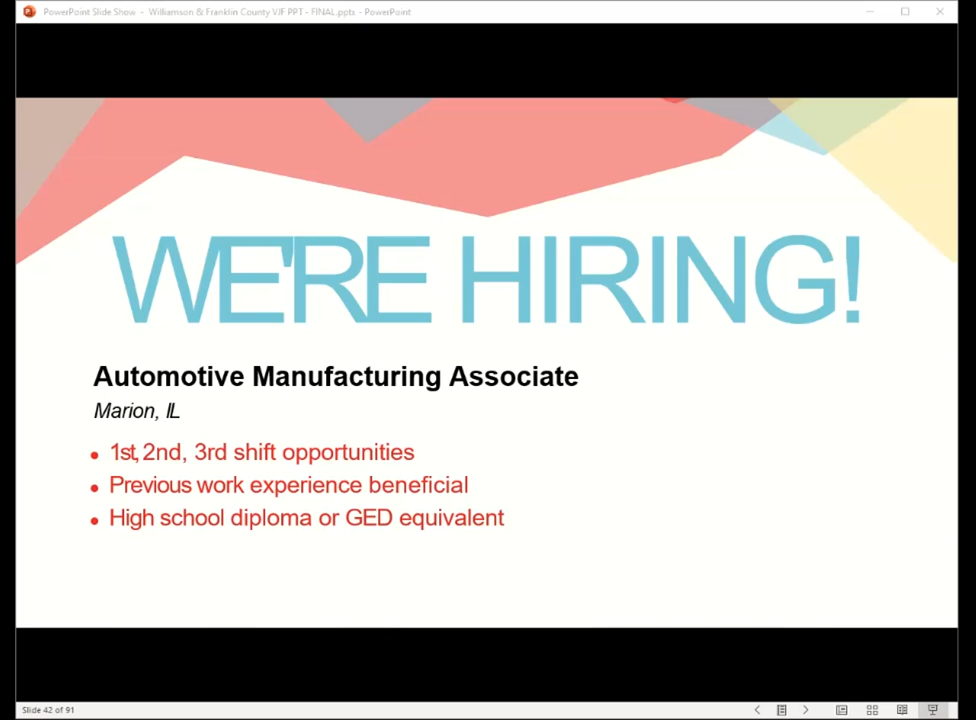 PowerPoint Slide Show - Williamson & Franklin County VJF PPT - FINAL.pptx - PowerPoint
WE'RE HIRING!
Automotive Manufacturing Associate
Marion, IL
• 1st, 2nd, 3rd shift opportunities
• Previous work experience beneficial
• High school diploma or GED equivalent
Slide 42 of 91